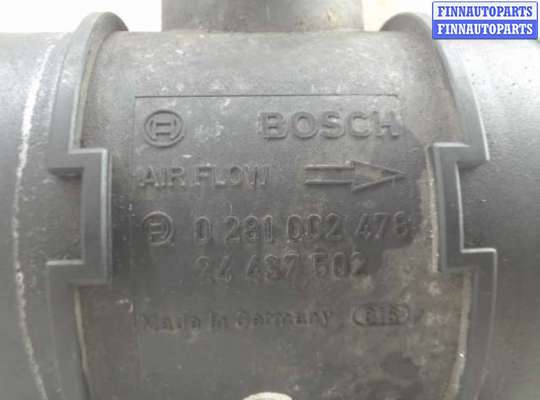 FINNAUTOPARTS
FINNAUTOPARTS
BOSCH
AIR FLOW
0 281 002 478
24 437 502
Made in Germany